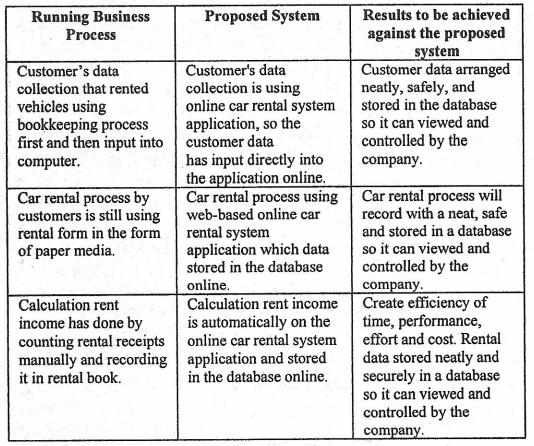 Running Business
Process
Proposed System
Results to be achieved
against the proposed
system
Customer's data
collection that rented
vehicles using
bookkeeping process
first and then input into
computer.
Customer's data
collection is using
online car rental system
application, so the
customer data
has input directly into
the application online.
Customer data arranged
neatly, safely, and
stored in the database
so it can viewed and
controlled by the
company.
Car rental process by
customers is still using
rental form in the form
of paper media.
Car rental process using
web-based online car
rental system
application which data
stored in the database
online.
Car rental process will
record with a neat, safe
and stored in a database
so it can viewed and
controlled by the
company.
Calculation rent
income has done by
counting rental receipts
manually and recording
it in rental book.
Calculation rent income
is automatically on the
online car rental system
application and stored
in the database online.
Create efficiency of
time, performance,
effort and cost. Rental
data stored neatly and
securely in a database
so it can viewed and
controlled by the
company.